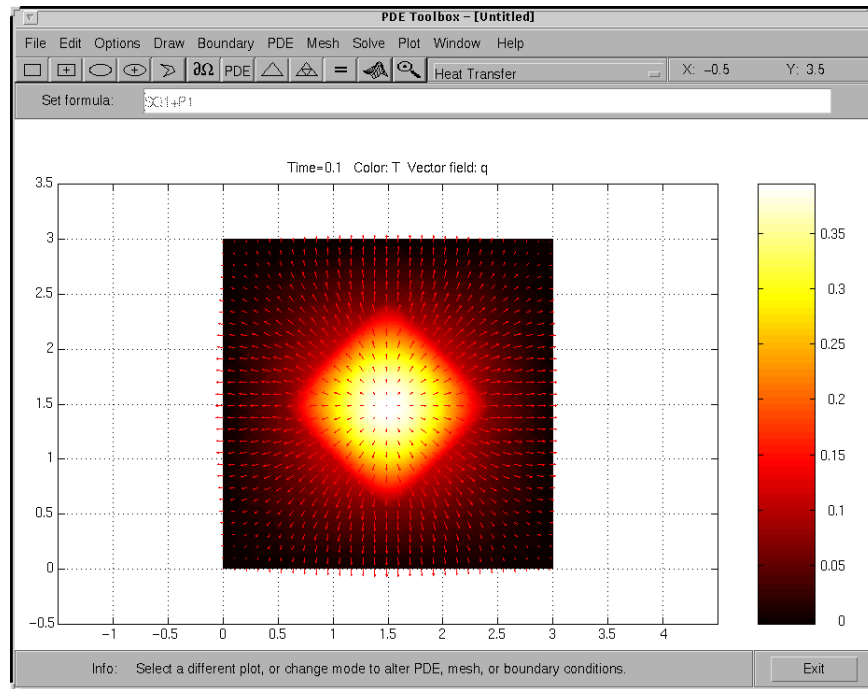 PDE Toolbox – [Untitled]
File Edit Options Draw Boundary PDE Mesh Solve Plot Window Help
∂Ω PDE = Heat Transfer X: −0.5 Y: 3.5
Set formula: SQ1+P1
Time=0.1 Color: T Vector field: q
3.5
3
2.5
2
1.5
1
0.5
0
−0.5
−1 −0.5 0 0.5 1 1.5 2 2.5 3 3.5 4
0.35
0.3
0.25
0.2
0.15
0.1
0.05
0
Info: Select a different plot, or change mode to alter PDE, mesh, or boundary conditions.
Exit